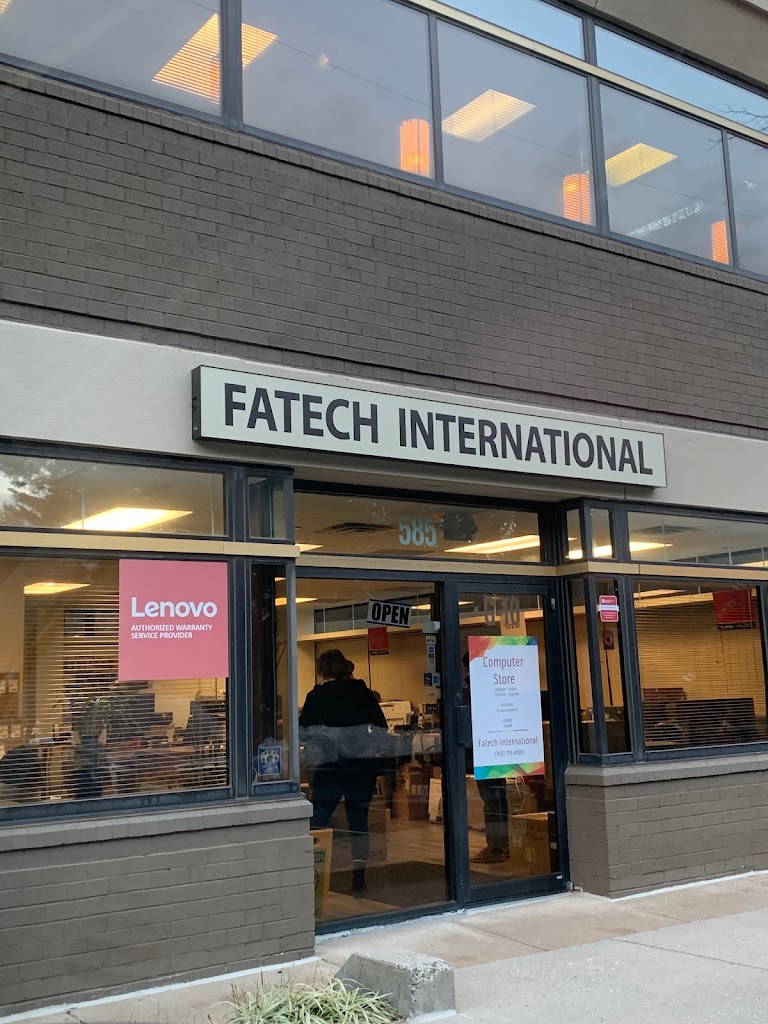 FATECH INTERNATIONAL
585
Lenovo
AUTHORIZED WARRANTY
SERVICE PROVIDER
OPEN
Computer
Store
Fatech International